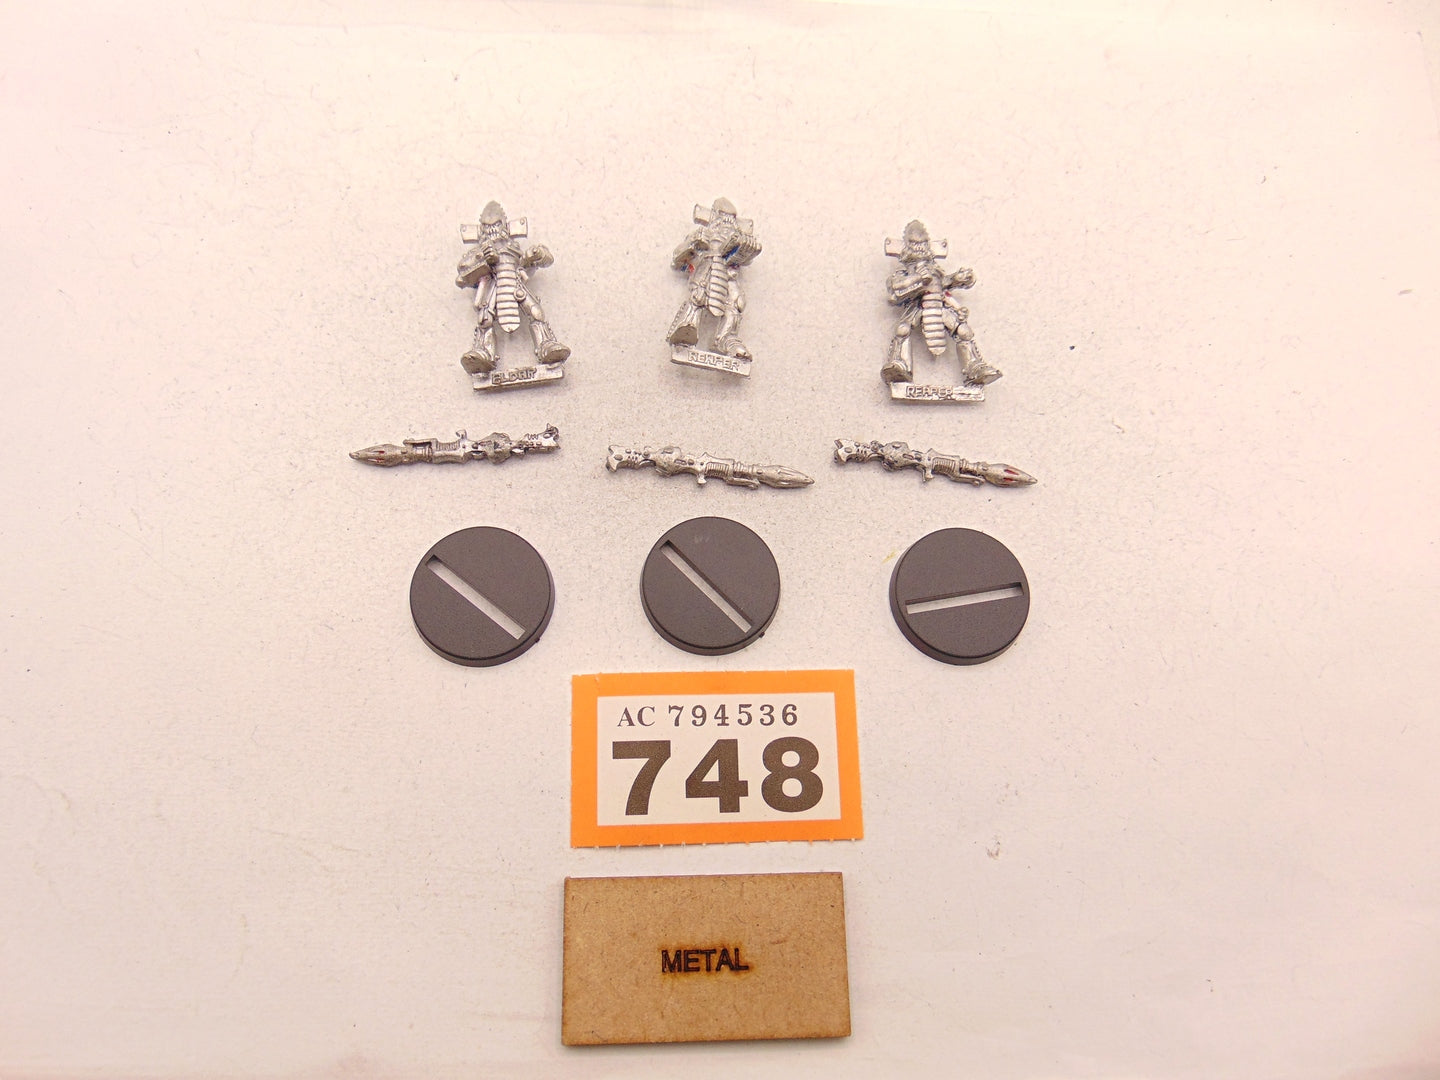 ELDAR
REAPER
REAPER
AC 794536
748
METAL